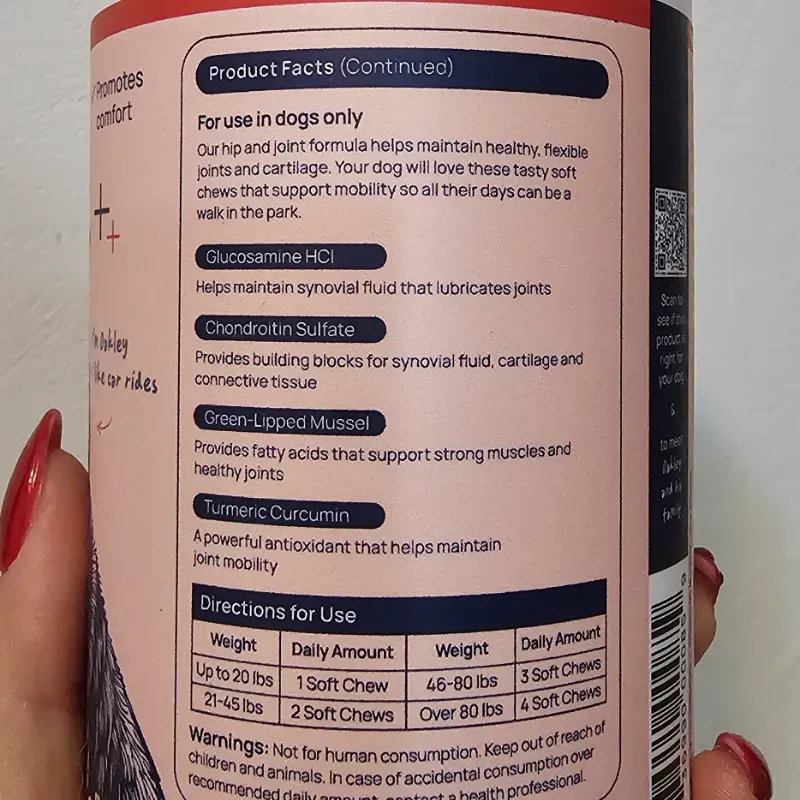 Promotes
comfort
I'm Oakley
I like car rides
Product Facts (Continued)
For use in dogs only
Our hip and joint formula helps maintain healthy, flexible
joints and cartilage. Your dog will love these tasty soft
chews that support mobility so all their days can be a
walk in the park.
Glucosamine HCl
Helps maintain synovial fluid that lubricates joints
Chondroitin Sulfate
Provides building blocks for synovial fluid, cartilage and
connective tissue
Green-Lipped Mussel
Provides fatty acids that support strong muscles and
healthy joints
Turmeric Curcumin
A powerful antioxidant that helps maintain
joint mobility
Directions for Use
Weight Daily Amount Weight Daily Amount
Up to 20 lbs 1 Soft Chew 46-80 lbs 3 Soft Chews
21-45 lbs 2 Soft Chews Over 80 lbs 4 Soft Chews
Warnings: Not for human consumption. Keep out of reach of
children and animals. In case of accidental consumption over
recommended daily amount, contact a health professional.
Scan to
see if this
product is
right for
your dog
&
to meet
Oakley
and his
family